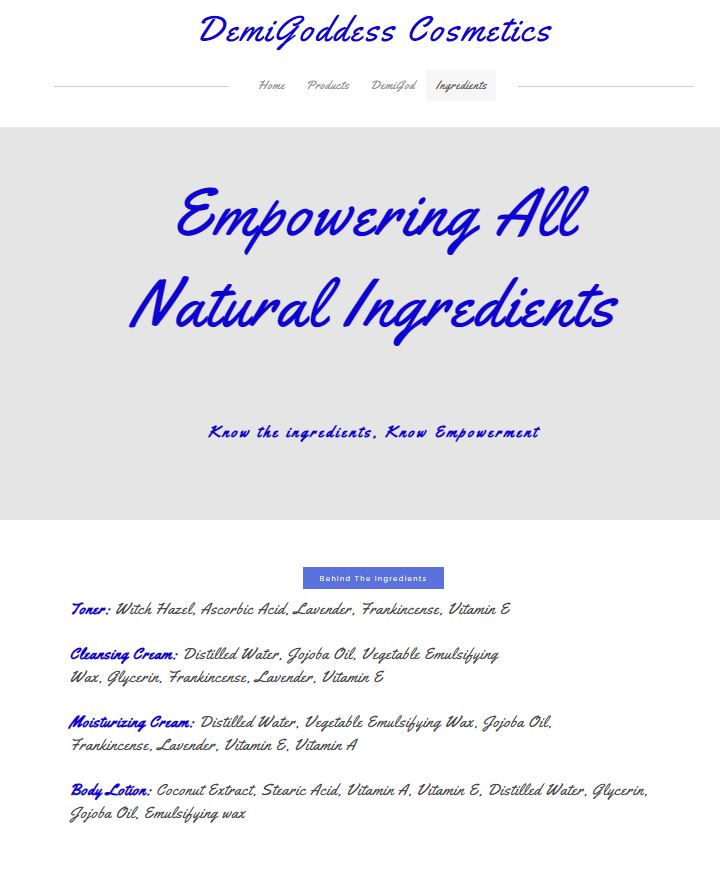 DemiGoddess Cosmetics
Home Products DemiGod Ingredients
Empowering All
Natural Ingredients
Know the ingredients, Know Empowerment
Behind The Ingredients
Toner: Witch Hazel, Ascorbic Acid, Lavender, Frankincense, Vitamin E
Cleansing Cream: Distilled Water, Jojoba Oil, Vegetable Emulsifying
Wax, Glycerin, Frankincense, Lavender, Vitamin E
Moisturizing Cream: Distilled Water, Vegetable Emulsifying Wax, Jojoba Oil,
Frankincense, Lavender, Vitamin E, Vitamin A
Body Lotion: Coconut Extract, Stearic Acid, Vitamin A, Vitamin E, Distilled Water, Glycerin,
Jojoba Oil, Emulsifying wax